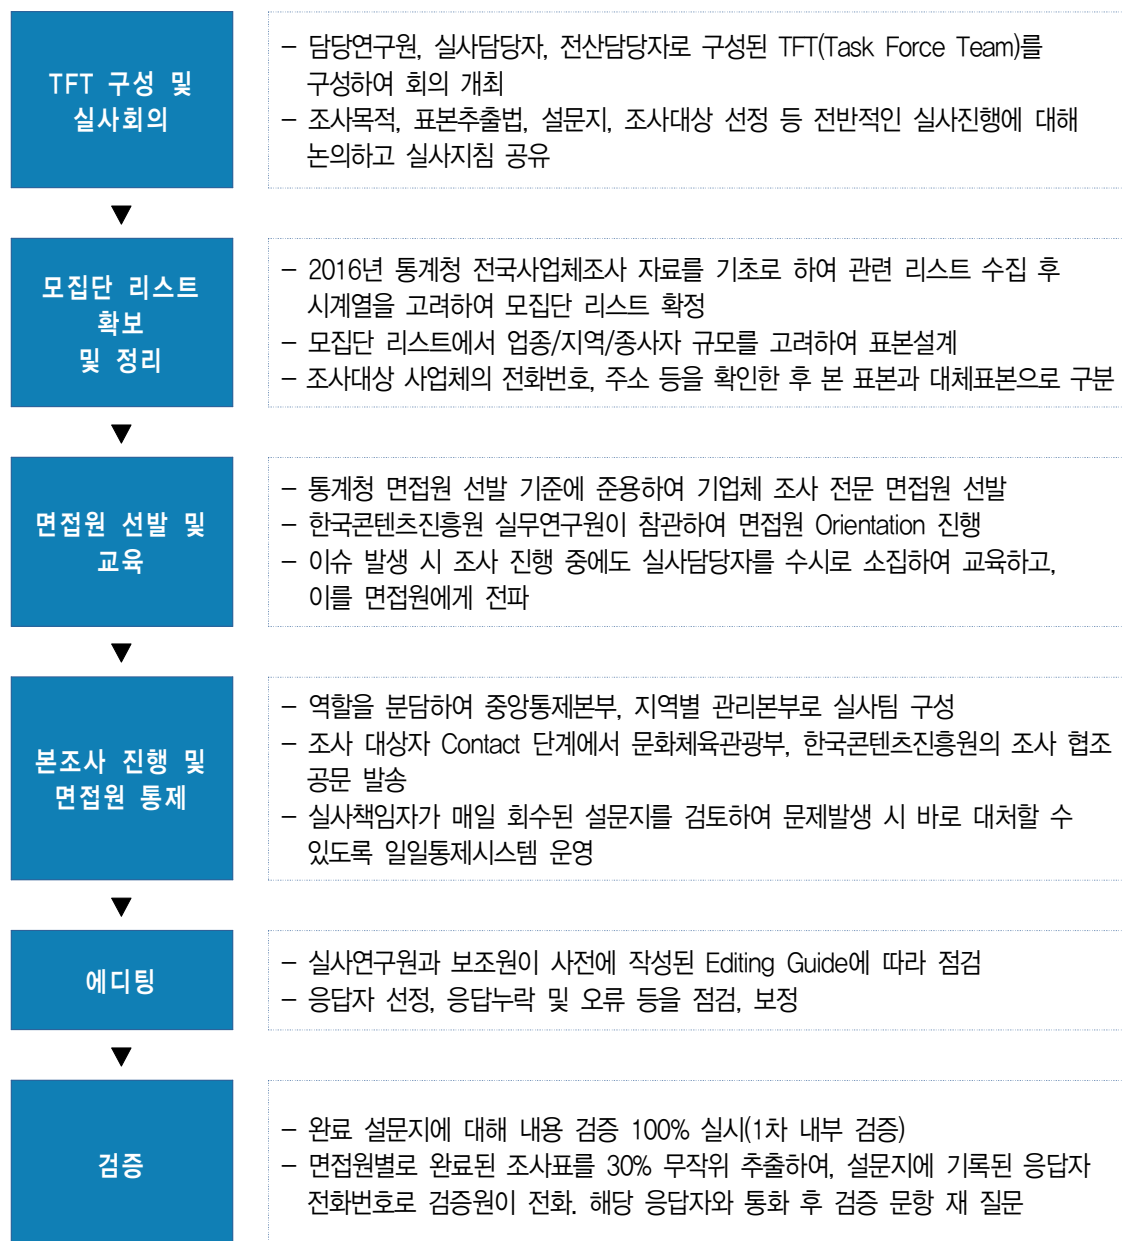 TFT 구성 및
실사회의
– 담당연구원, 실사담당자, 전산담당자로 구성된 TFT(Task Force Team)를
구성하여 회의 개최
– 조사목적, 표본추출법, 설문지, 조사대상 선정 등 전반적인 실사진행에 대해
논의하고 실사지침 공유
▼
모집단 리스트
확보
및 정리
– 2016년 통계청 전국사업체조사 자료를 기초로 하여 관련 리스트 수집 후
시계열을 고려하여 모집단 리스트 확정
– 모집단 리스트에서 업종/지역/종사자 규모를 고려하여 표본설계
– 조사대상 사업체의 전화번호, 주소 등을 확인한 후 본 표본과 대체표본으로 구분
▼
면접원 선발 및
교육
– 통계청 면접원 선발 기준에 준용하여 기업체 조사 전문 면접원 선발
– 한국콘텐츠진흥원 실무연구원이 참관하여 면접원 Orientation 진행
– 이슈 발생 시 조사 진행 중에도 실사담당자를 수시로 소집하여 교육하고,
이를 면접원에게 전파
▼
본조사 진행 및
면접원 통제
– 역할을 분담하여 중앙통제본부, 지역별 관리본부로 실사팀 구성
– 조사 대상자 Contact 단계에서 문화체육관광부, 한국콘텐츠진흥원의 조사 협조
공문 발송
– 실사책임자가 매일 회수된 설문지를 검토하여 문제발생 시 바로 대처할 수
있도록 일일통제시스템 운영
▼
에디팅
– 실사연구원과 보조원이 사전에 작성된 Editing Guide에 따라 점검
– 응답자 선정, 응답누락 및 오류 등을 점검, 보정
▼
검증
– 완료 설문지에 대해 내용 검증 100% 실시(1차 내부 검증)
– 면접원별로 완료된 조사표를 30% 무작위 추출하여, 설문지에 기록된 응답자
전화번호로 검증원이 전화. 해당 응답자와 통화 후 검증 문항 재 질문